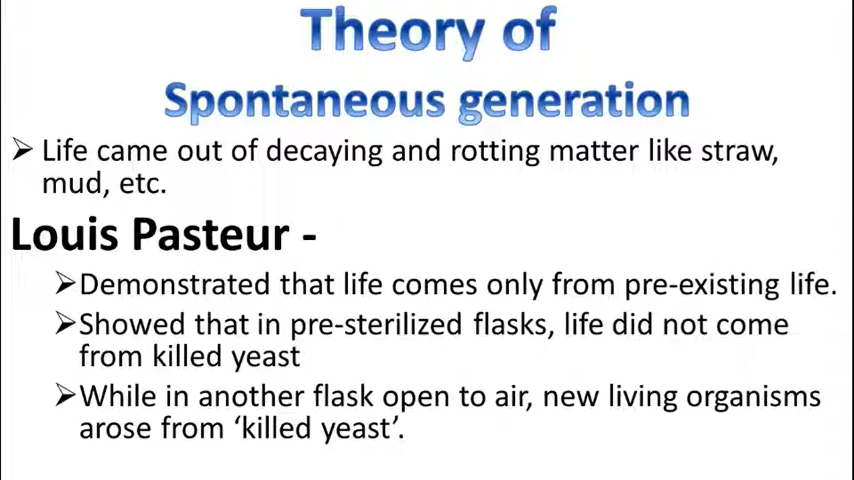 Theory of
Spontaneous generation
➢ Life came out of decaying and rotting matter like straw,
mud, etc.
Louis Pasteur -
➢Demonstrated that life comes only from pre-existing life.
➢Showed that in pre-sterilized flasks, life did not come
from killed yeast
➢While in another flask open to air, new living organisms
arose from ‘killed yeast’.